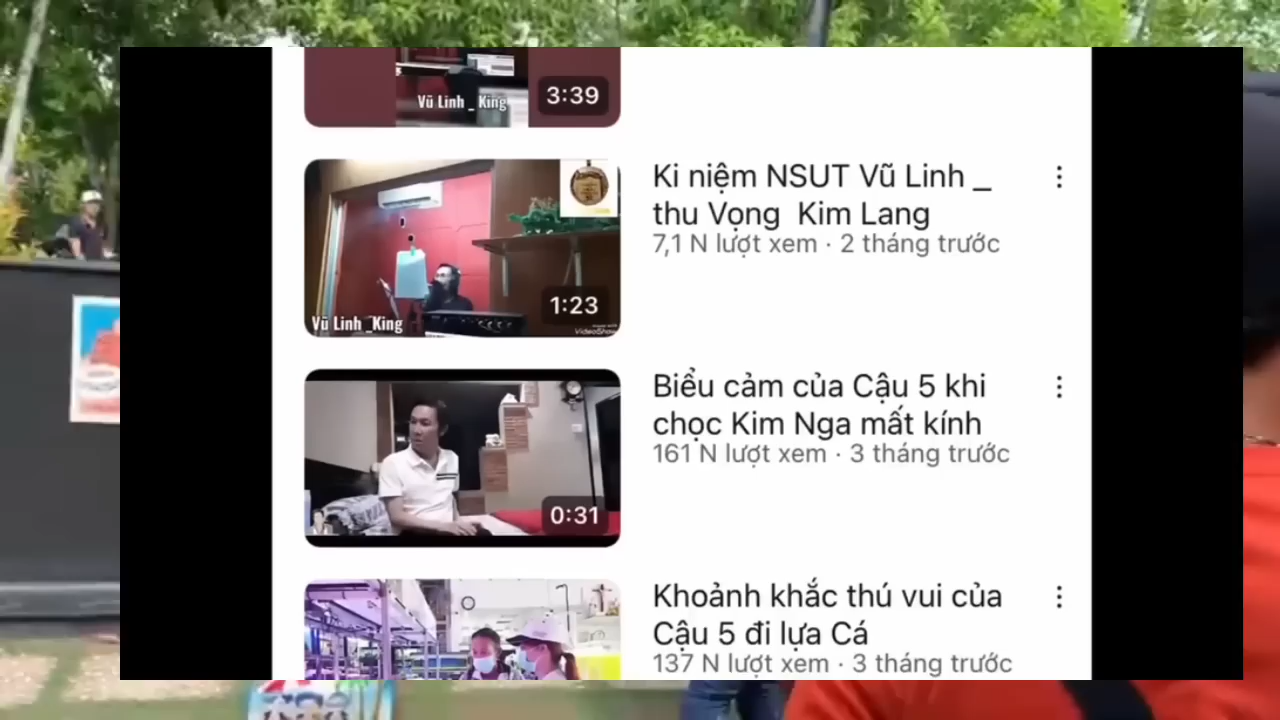 Vũ Linh _ King
3:39
Ki niệm NSUT Vũ Linh _
thu Vọng Kim Lang
7,1 N lượt xem · 2 tháng trước
1:23
Vũ Linh _King
VideoShow
Biểu cảm của Cậu 5 khi
chọc Kim Nga mất kính
161 N lượt xem · 3 tháng trước
0:31
Khoảnh khắc thú vui của
Cậu 5 đi lựa Cá
137 N lượt xem · 3 tháng trước